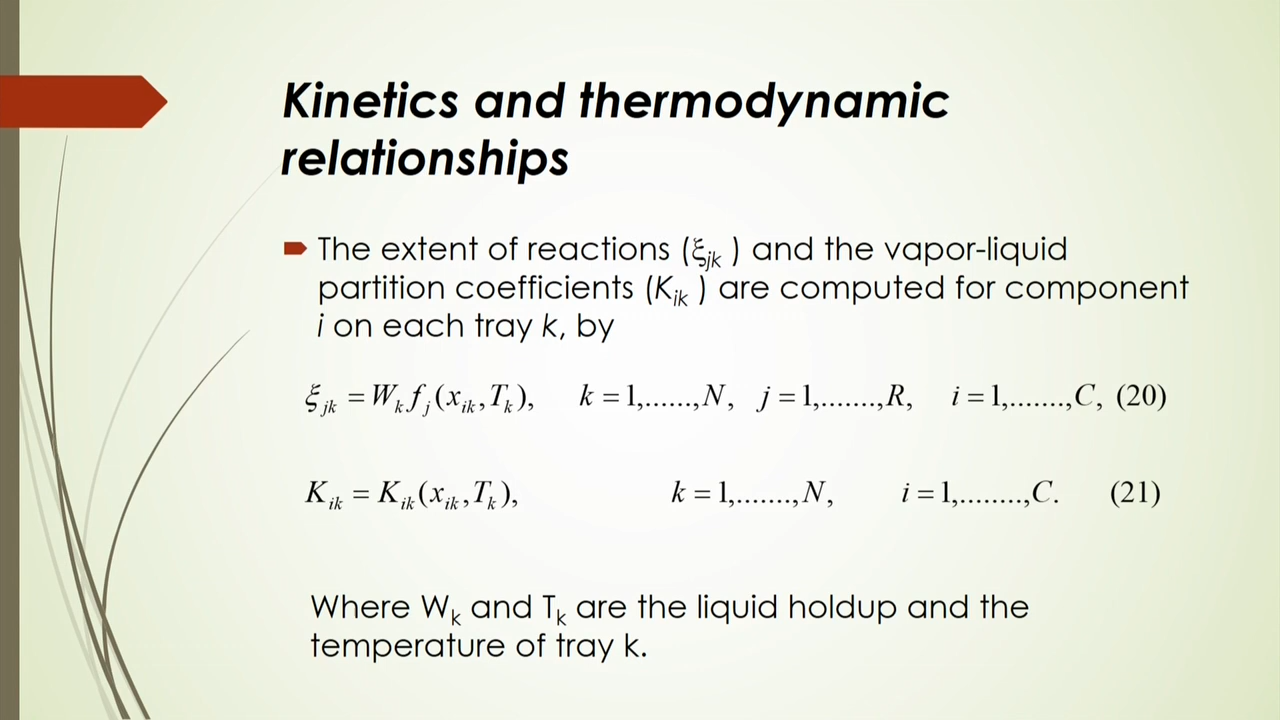 Kinetics and thermodynamic
relationships
The extent of reactions (ξjk ) and the vapor-liquid
partition coefficients (Kik ) are computed for component
i on each tray k, by
ξjk = Wk fj (xik, Tk), k = 1,......,N, j = 1,.......,R, i = 1,.......,C, (20)
Kik = Kik (xik, Tk), k = 1,.......,N, i = 1,........,C. (21)
Where Wk and Tk are the liquid holdup and the
temperature of tray k.